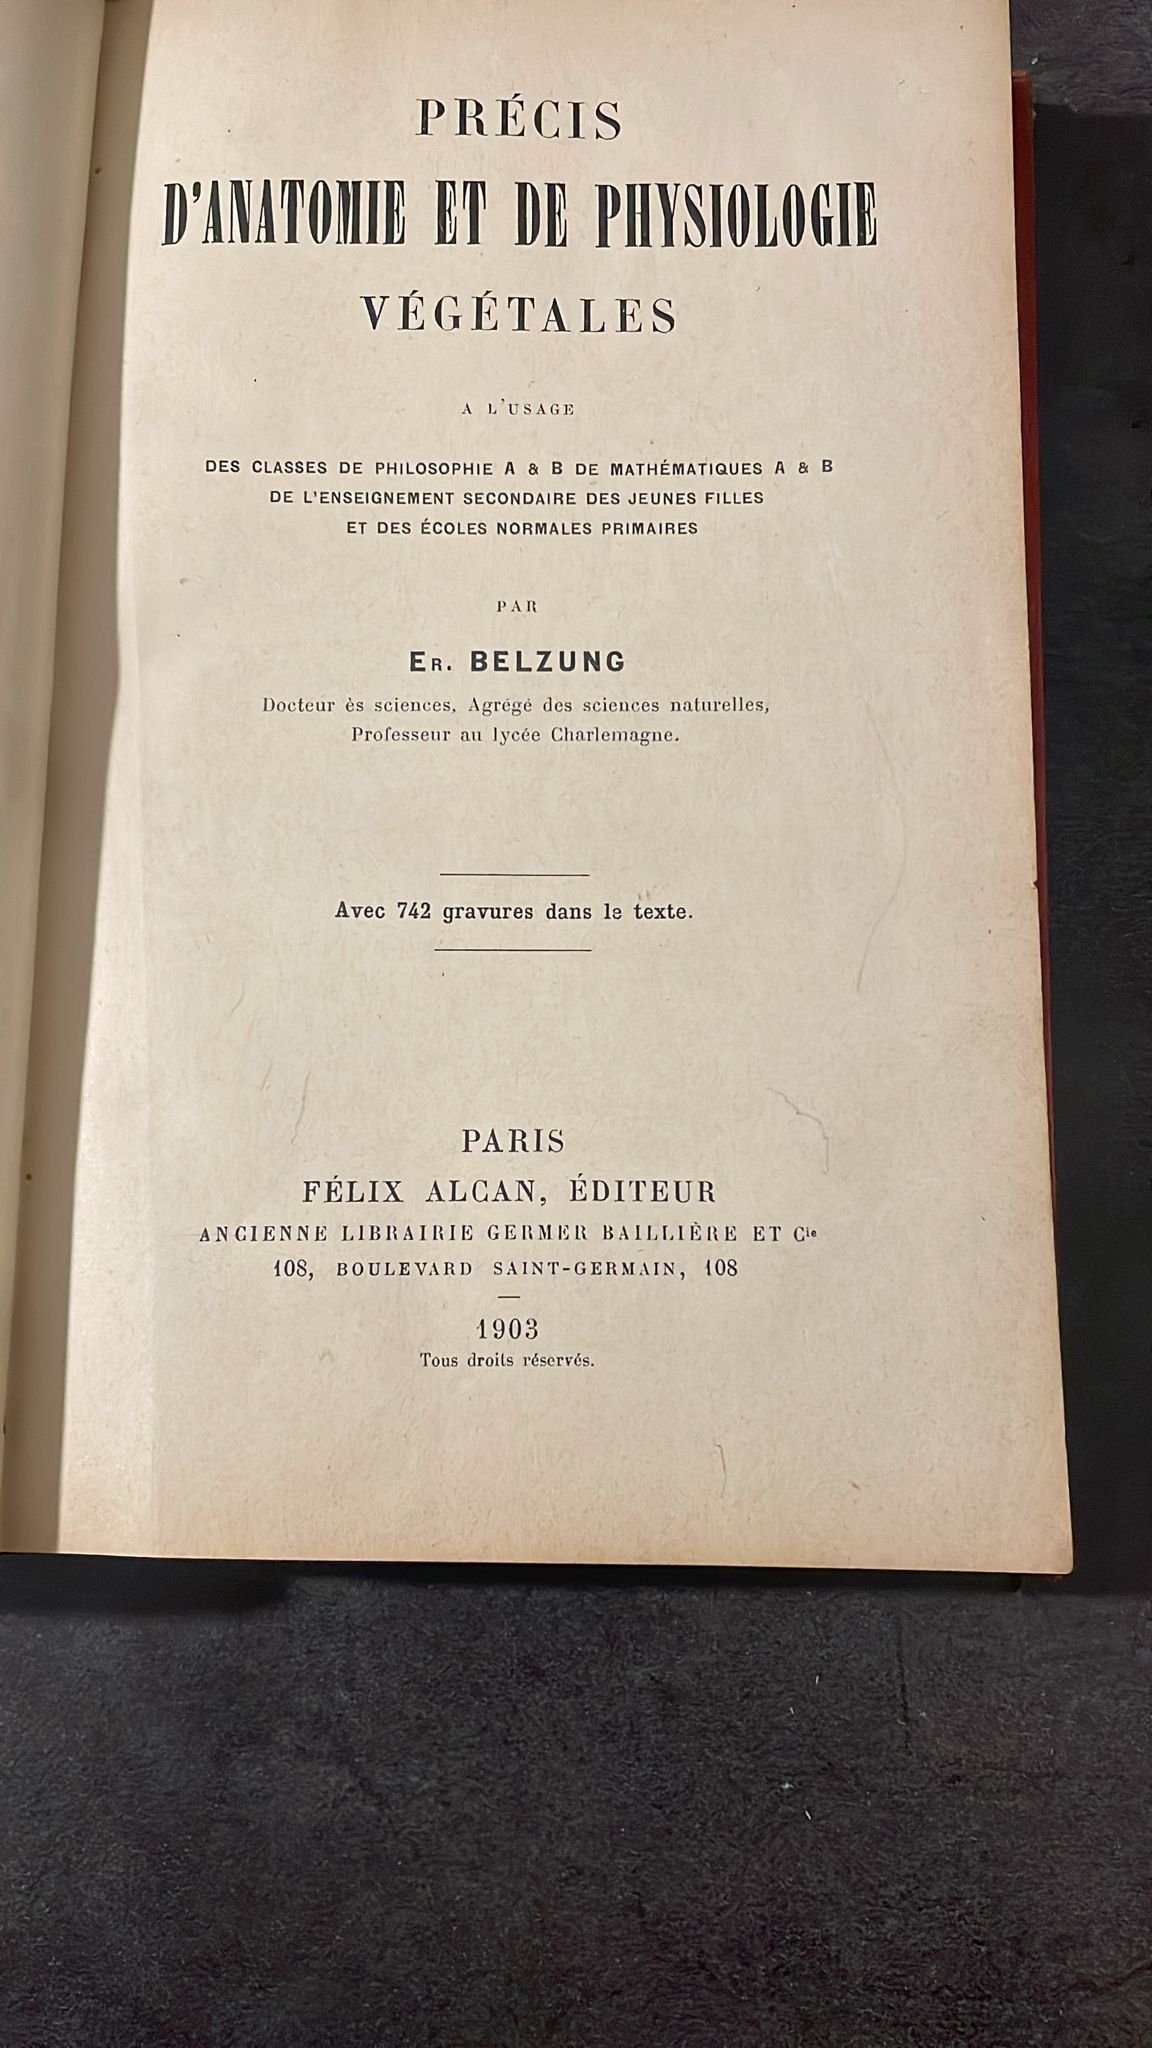 PRÉCIS
D'ANATOMIE ET DE PHYSIOLOGIE
VÉGÉTALES
A L'USAGE
DES CLASSES DE PHILOSOPHIE A & B DE MATHÉMATIQUES A & B
DE L'ENSEIGNEMENT SECONDAIRE DES JEUNES FILLES
ET DES ÉCOLES NORMALES PRIMAIRES
PAR
ER. BELZUNG
Docteur ès sciences, Agrégé des sciences naturelles,
Professeur au lycée Charlemagne.
Avec 742 gravures dans le texte.
PARIS
FÉLIX ALCAN, ÉDITEUR
ANCIENNE LIBRAIRIE GERMER BAILLIÈRE ET Cie
108, BOULEVARD SAINT-GERMAIN, 108
1903
Tous droits réservés.